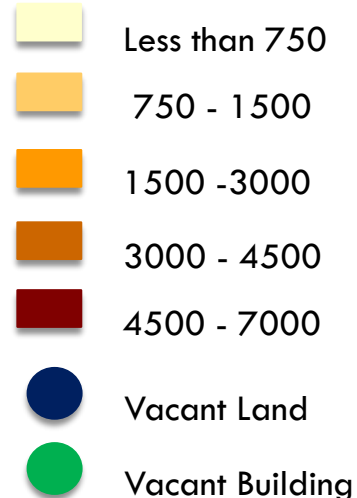 Less than 750
750 - 1500
1500 -3000
3000 - 4500
4500 - 7000
Vacant Land
Vacant Building